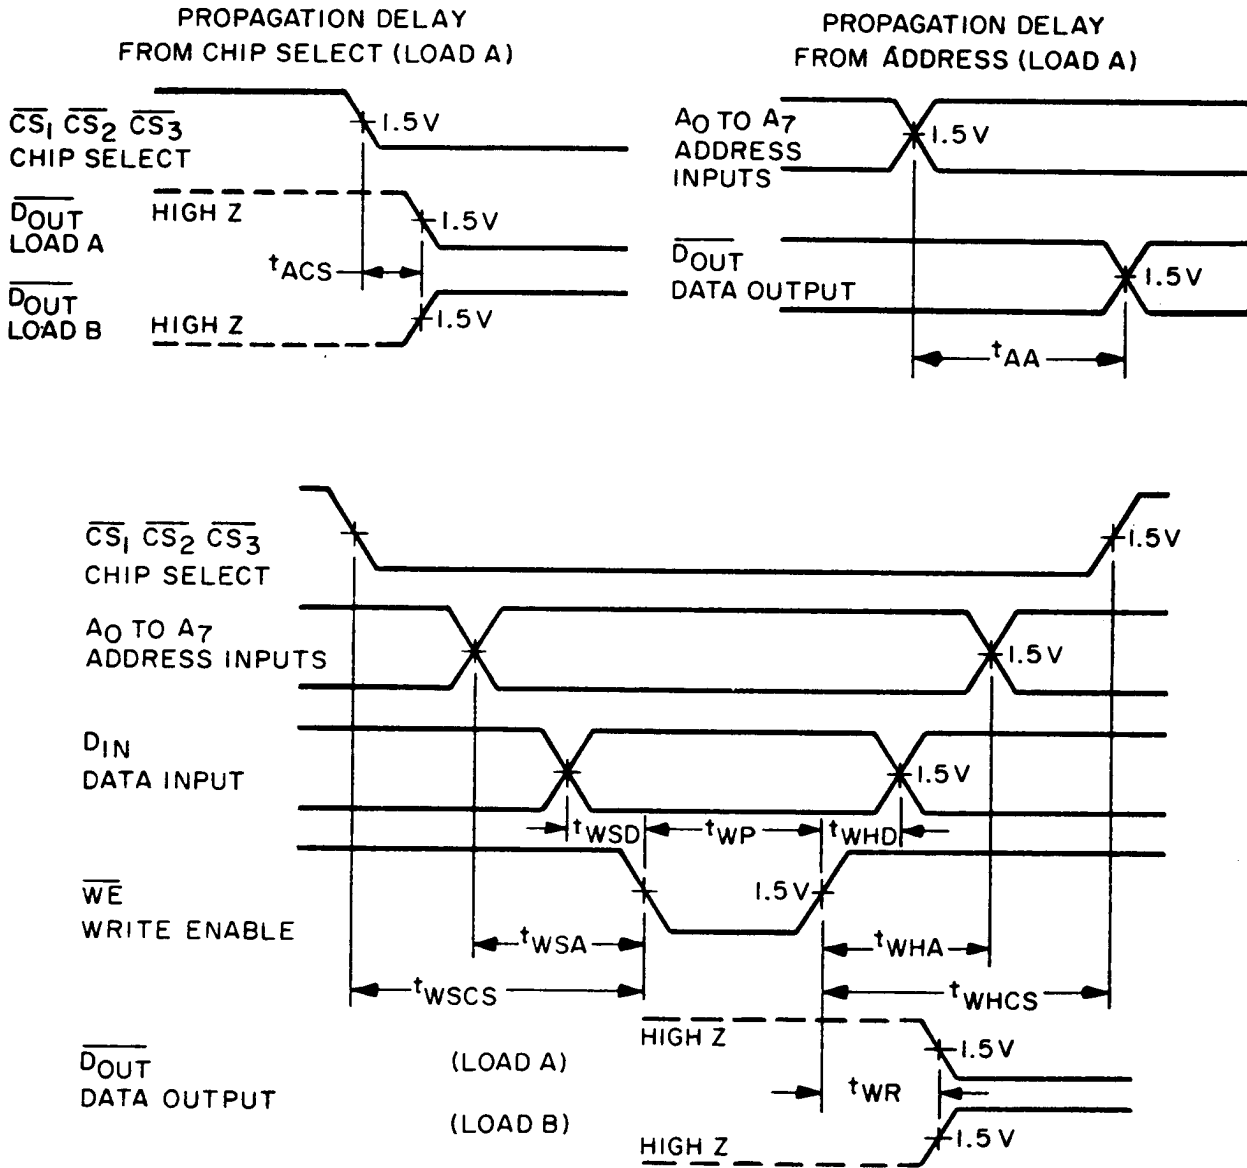 PROPAGATION DELAY
FROM CHIP SELECT (LOAD A)
CS1 CS2 CS3
CHIP SELECT
1.5V
DOUT
LOAD A
HIGH Z
1.5V
tACS
DOUT
LOAD B
HIGH Z
1.5V
PROPAGATION DELAY
FROM ADDRESS (LOAD A)
A0 TO A7
ADDRESS
INPUTS
1.5V
DOUT
DATA OUTPUT
1.5V
tAA
CS1 CS2 CS3
CHIP SELECT
1.5V
A0 TO A7
ADDRESS INPUTS
1.5V
DIN
DATA INPUT
1.5V
tWSD
tWP
tWHD
WE
WRITE ENABLE
1.5V
tWSA
tWHA
tWSCS
tWHCS
DOUT
DATA OUTPUT
(LOAD A)
HIGH Z
1.5V
tWR
(LOAD B)
HIGH Z
1.5V